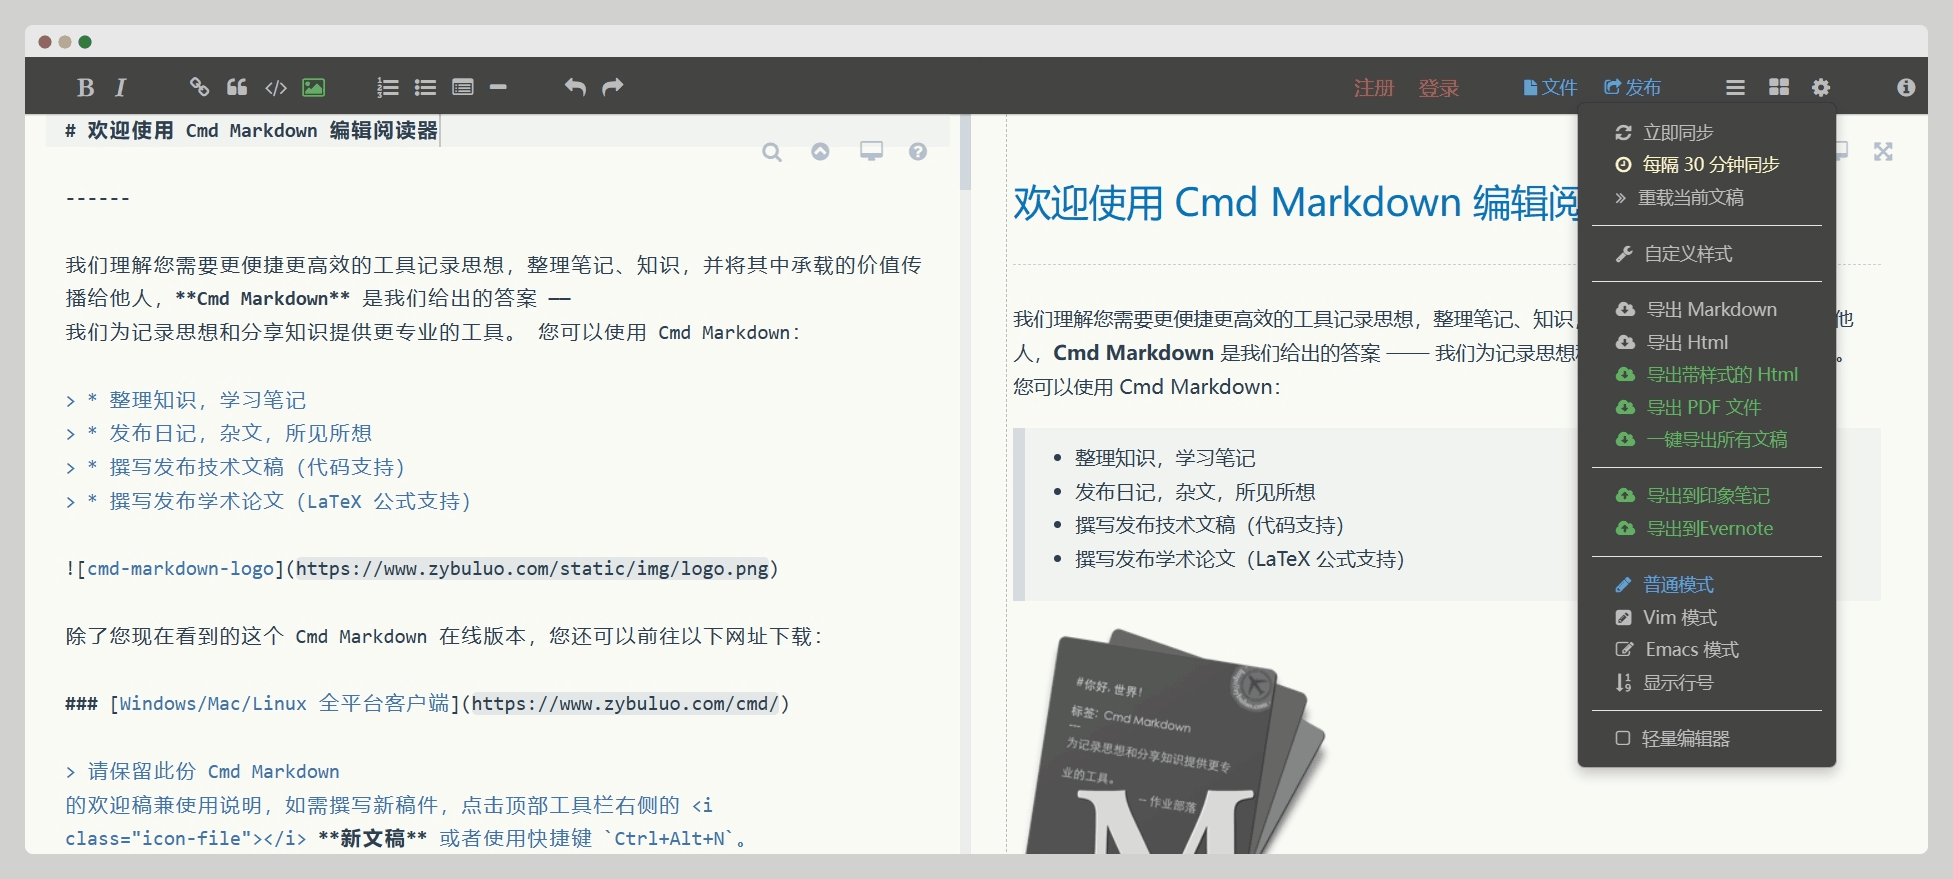 B I
注册 登录 文件 发布
# 欢迎使用 Cmd Markdown 编辑阅读器
------
我们理解您需要更便捷更高效的工具记录思想，整理笔记、知识，并将其中承载的价值传
播给他人，**Cmd Markdown** 是我们给出的答案 ——
我们为记录思想和分享知识提供更专业的工具。 您可以使用 Cmd Markdown：
> * 整理知识，学习笔记
> * 发布日记，杂文，所见所想
> * 撰写发布技术文稿（代码支持）
> * 撰写发布学术论文（LaTeX 公式支持）
![cmd-markdown-logo](https://www.zybuluo.com/static/img/logo.png)
除了您现在看到的这个 Cmd Markdown 在线版本，您还可以前往以下网址下载：
### [Windows/Mac/Linux 全平台客户端](https://www.zybuluo.com/cmd/)
> 请保留此份 Cmd Markdown
的欢迎稿兼使用说明，如需撰写新稿件，点击顶部工具栏右侧的 <i
class="icon-file"></i> **新文稿** 或者使用快捷键 `Ctrl+Alt+N`。
欢迎使用 Cmd Markdown 编辑阅
我们理解您需要更便捷更高效的工具记录思想，整理笔记、知识，
他
人，Cmd Markdown 是我们给出的答案 —— 我们为记录思想
。
您可以使用 Cmd Markdown：
整理知识，学习笔记
发布日记，杂文，所见所想
撰写发布技术文稿（代码支持）
撰写发布学术论文（LaTeX 公式支持）
#你好, 世界!
标签: Cmd Markdown
—
为记录思想和分享知识提供更专
业的工具。
— 作业部落
M
立即同步
每隔 30 分钟同步
重载当前文稿
自定义样式
导出 Markdown
导出 Html
导出带样式的 Html
导出 PDF 文件
一键导出所有文稿
导出到印象笔记
导出到Evernote
普通模式
Vim 模式
Emacs 模式
显示行号
轻量编辑器